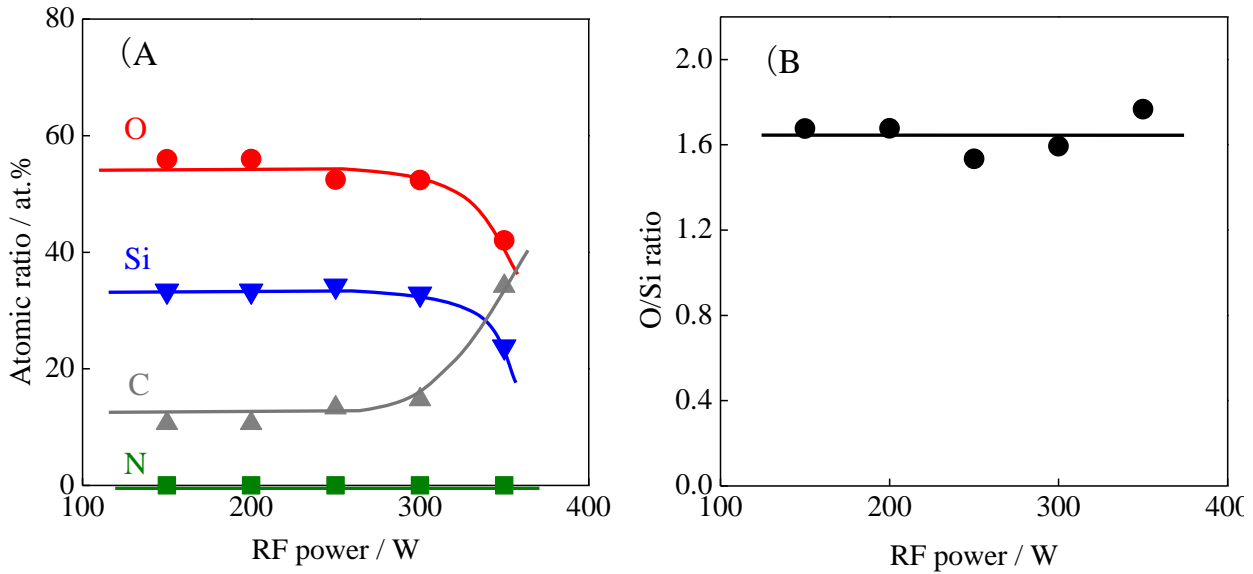 80
60
40
20
0
Atomic ratio / at.%
(A
O
Si
C
N
100
200
300
400
RF power / W
2.0
1.6
1.2
0.8
0.4
0.0
O/Si ratio
(B
100
200
300
400
RF power / W